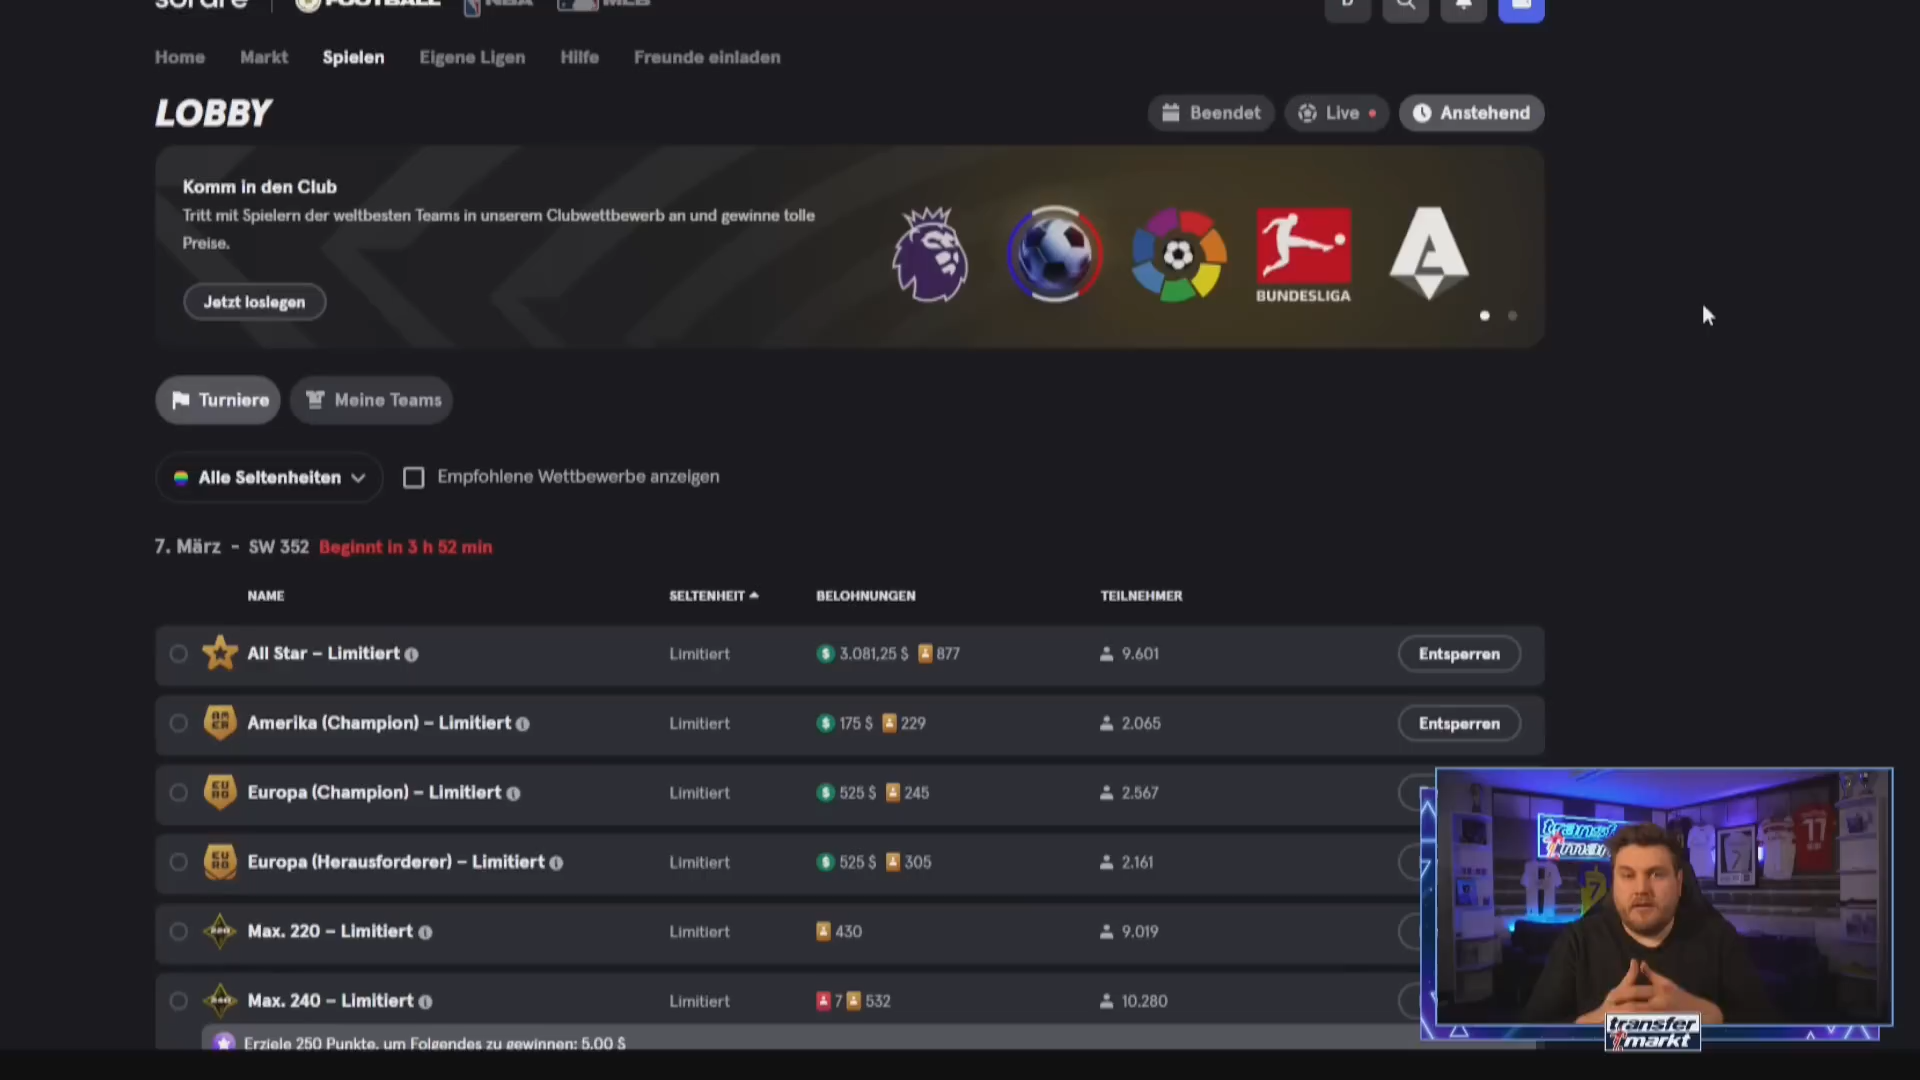 sorare FOOTBALL NBA MLB
Home Markt Spielen Eigene Ligen Hilfe Freunde einladen
LOBBY
Beendet Live Anstehend
Komm in den Club
Tritt mit Spielern der weltbesten Teams in unserem Clubwettbewerb an und gewinne tolle
Preise.
Jetzt loslegen
BUNDESLIGA
Turniere Meine Teams
Alle Seltenheiten Empfohlene Wettbewerbe anzeigen
7. März - SW 352 Beginnt in 3 h 52 min
NAME SELTENHEIT BELOHNUNGEN TEILNEHMER
All Star – Limitiert Limitiert 3.081,25 $ 877 9.601 Entsperren
Amerika (Champion) – Limitiert Limitiert 175 $ 229 2.065 Entsperren
Europa (Champion) – Limitiert Limitiert 525 $ 245 2.567
Europa (Herausforderer) – Limitiert Limitiert 525 $ 305 2.161
Max. 220 – Limitiert Limitiert 430 9.019
Max. 240 – Limitiert Limitiert 7 532 10.280
Erziele 250 Punkte, um Folgendes zu gewinnen: 5,00 $
17
7
transfer
markt